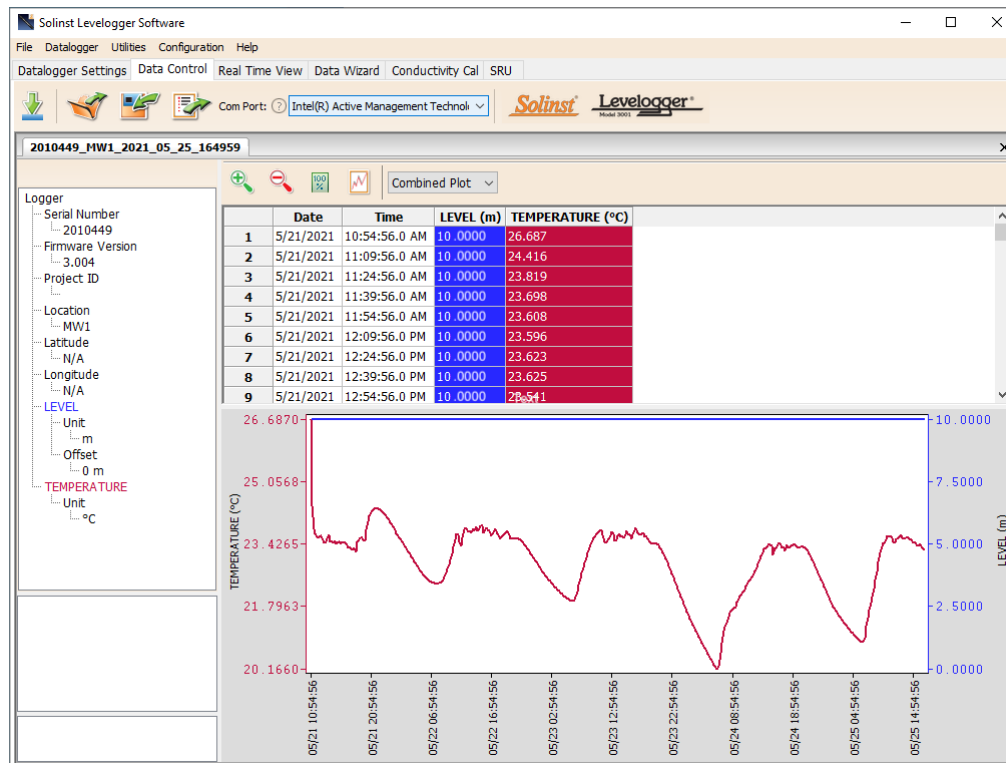 Solinst Levelogger Software
File Datalogger Utilities Configuration Help
Datalogger Settings Data Control Real Time View Data Wizard Conductivity Cal SRU
Com Port: ? Intel(R) Active Management Technol
Solinst® Levelogger®
Model 3001
2010449_MW1_2021_05_25_164959
100 %
Combined Plot
Logger
Serial Number
2010449
Firmware Version
3.004
Project ID
Location
MW1
Latitude
N/A
Longitude
N/A
LEVEL
Unit
m
Offset
0 m
TEMPERATURE
Unit
°C
Date Time LEVEL (m) TEMPERATURE (°C)
1 5/21/2021 10:54:56.0 AM 10.0000 26.687
2 5/21/2021 11:09:56.0 AM 10.0000 24.416
3 5/21/2021 11:24:56.0 AM 10.0000 23.819
4 5/21/2021 11:39:56.0 AM 10.0000 23.698
5 5/21/2021 11:54:56.0 AM 10.0000 23.608
6 5/21/2021 12:09:56.0 PM 10.0000 23.596
7 5/21/2021 12:24:56.0 PM 10.0000 23.623
8 5/21/2021 12:39:56.0 PM 10.0000 23.625
9 5/21/2021 12:54:56.0 PM 10.0000 23.541
TEMPERATURE (°C)
26.6870
25.0568
23.4265
21.7963
20.1660
10.0000
7.5000
5.0000
2.5000
0.0000
LEVEL (m)
05/21 10:54:56
05/21 20:54:56
05/22 06:54:56
05/22 16:54:56
05/23 02:54:56
05/23 12:54:56
05/23 22:54:56
05/24 08:54:56
05/24 18:54:56
05/25 04:54:56
05/25 14:54:56